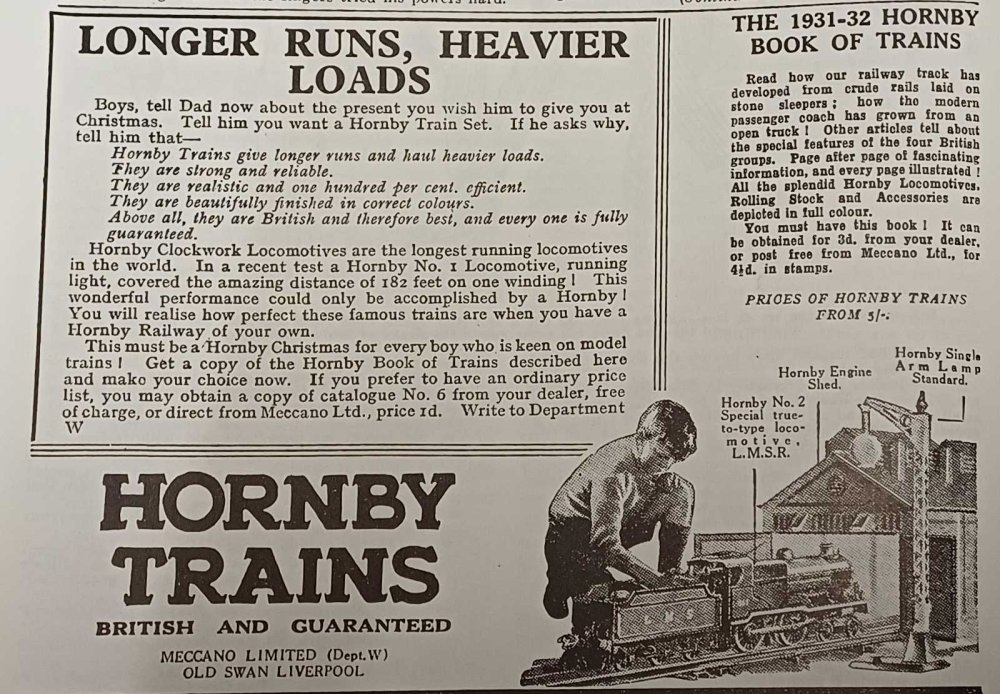 LONGER RUNS, HEAVIER
LOADS
Boys, tell Dad now about the present you wish him to give you at
Christmas. Tell him you want a Hornby Train Set. If he asks why,
tell him that—
Hornby Trains give longer runs and haul heavier loads.
They are strong and reliable.
They are realistic and one hundred per cent. efficient.
They are beautifully finished in correct colours.
Above all, they are British and therefore best, and every one is fully
guaranteed.
Hornby Clockwork Locomotives are the longest running locomotives
in the world. In a recent test a Hornby No. 1 Locomotive, running
light, covered the amazing distance of 182 feet on one winding! This
wonderful performance could only be accomplished by a Hornby!
You will realise how perfect these famous trains are when you have a
Hornby Railway of your own.
This must be a Hornby Christmas for every boy who is keen on model
trains! Get a copy of the Hornby Book of Trains described here
and make your choice now. If you prefer to have an ordinary price
list, you may obtain a copy of catalogue No. 6 from your dealer, free
of charge, or direct from Meccano Ltd., price 1d. Write to Department
W
HORNBY
TRAINS
BRITISH AND GUARANTEED
MECCANO LIMITED (Dept.W)
OLD SWAN LIVERPOOL
THE 1931-32 HORNBY
BOOK OF TRAINS
Read how our railway track has
developed from crude rails laid on
stone sleepers; how the modern
passenger coach has grown from an
open truck! Other articles tell about
the special features of the four British
groups. Page after page of fascinating
information, and every page illustrated!
All the splendid Hornby Locomotives,
Rolling Stock and Accessories are
depicted in full colour.
You must have this book! It can
be obtained for 3d. from your dealer,
or post free from Meccano Ltd., for
4½d. in stamps.
PRICES OF HORNBY TRAINS
FROM 5/-.
Hornby Single
Arm Lamp
Standard.
Hornby Engine
Shed.
Hornby No. 2
Special true-
to-type loco-
motive,
L.M.S.R.
LMS